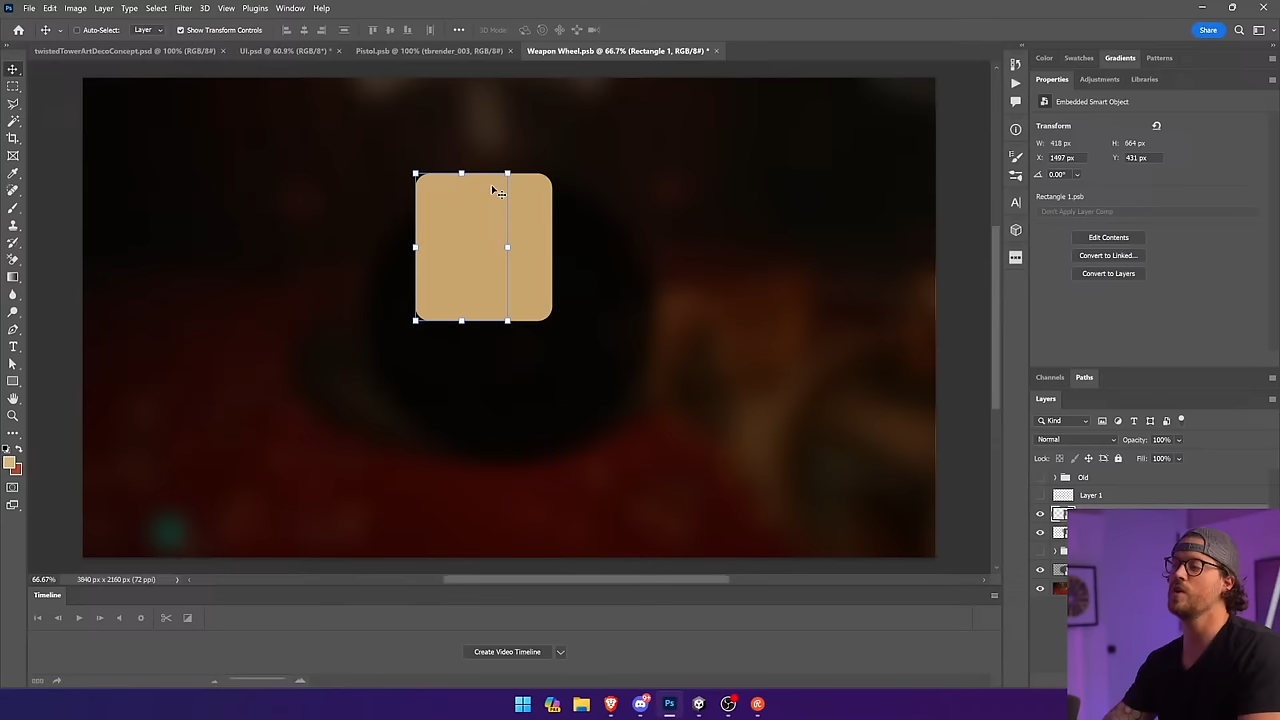 Ps File Edit Image Layer Type Select Filter 3D View Plugins Window Help
Auto-Select: Layer Show Transform Controls ••• 3D Mode: Share
twistedTowerArtDecoConcept.psd @ 100% (RGB/8#) × UI.psd @ 60.9% (RGB/8#) * × Pistol.psb @ 100% (tbrender_003, RGB/8#) × Weapon Wheel.psb @ 66.7% (Rectangle 1, RGB/8#) * ×
Color Swatches Gradients Patterns
Properties Adjustments Libraries
Embedded Smart Object
Transform
W: 418 px H: 664 px
X: 1497 px Y: 431 px
0.00°
Rectangle 1.psb
Don't Apply Layer Comp
Edit Contents
Convert to Linked...
Convert to Layers
Channels Paths
Layers
Kind
Normal Opacity: 100%
Lock: Fill: 100%
Old
Layer 1
66.67% 3840 px x 2160 px (72 ppi)
Timeline
Create Video Timeline
Ps